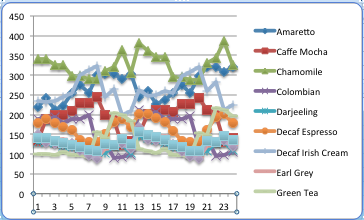 450
400
350
300
250
200
150
100
50
0
1 3 5 7 9 11 13 15 17 19 21 23
Amaretto
Caffe Mocha
Chamomile
Colombian
Darjeeling
Decaf Espresso
Decaf Irish Cream
Earl Grey
Green Tea